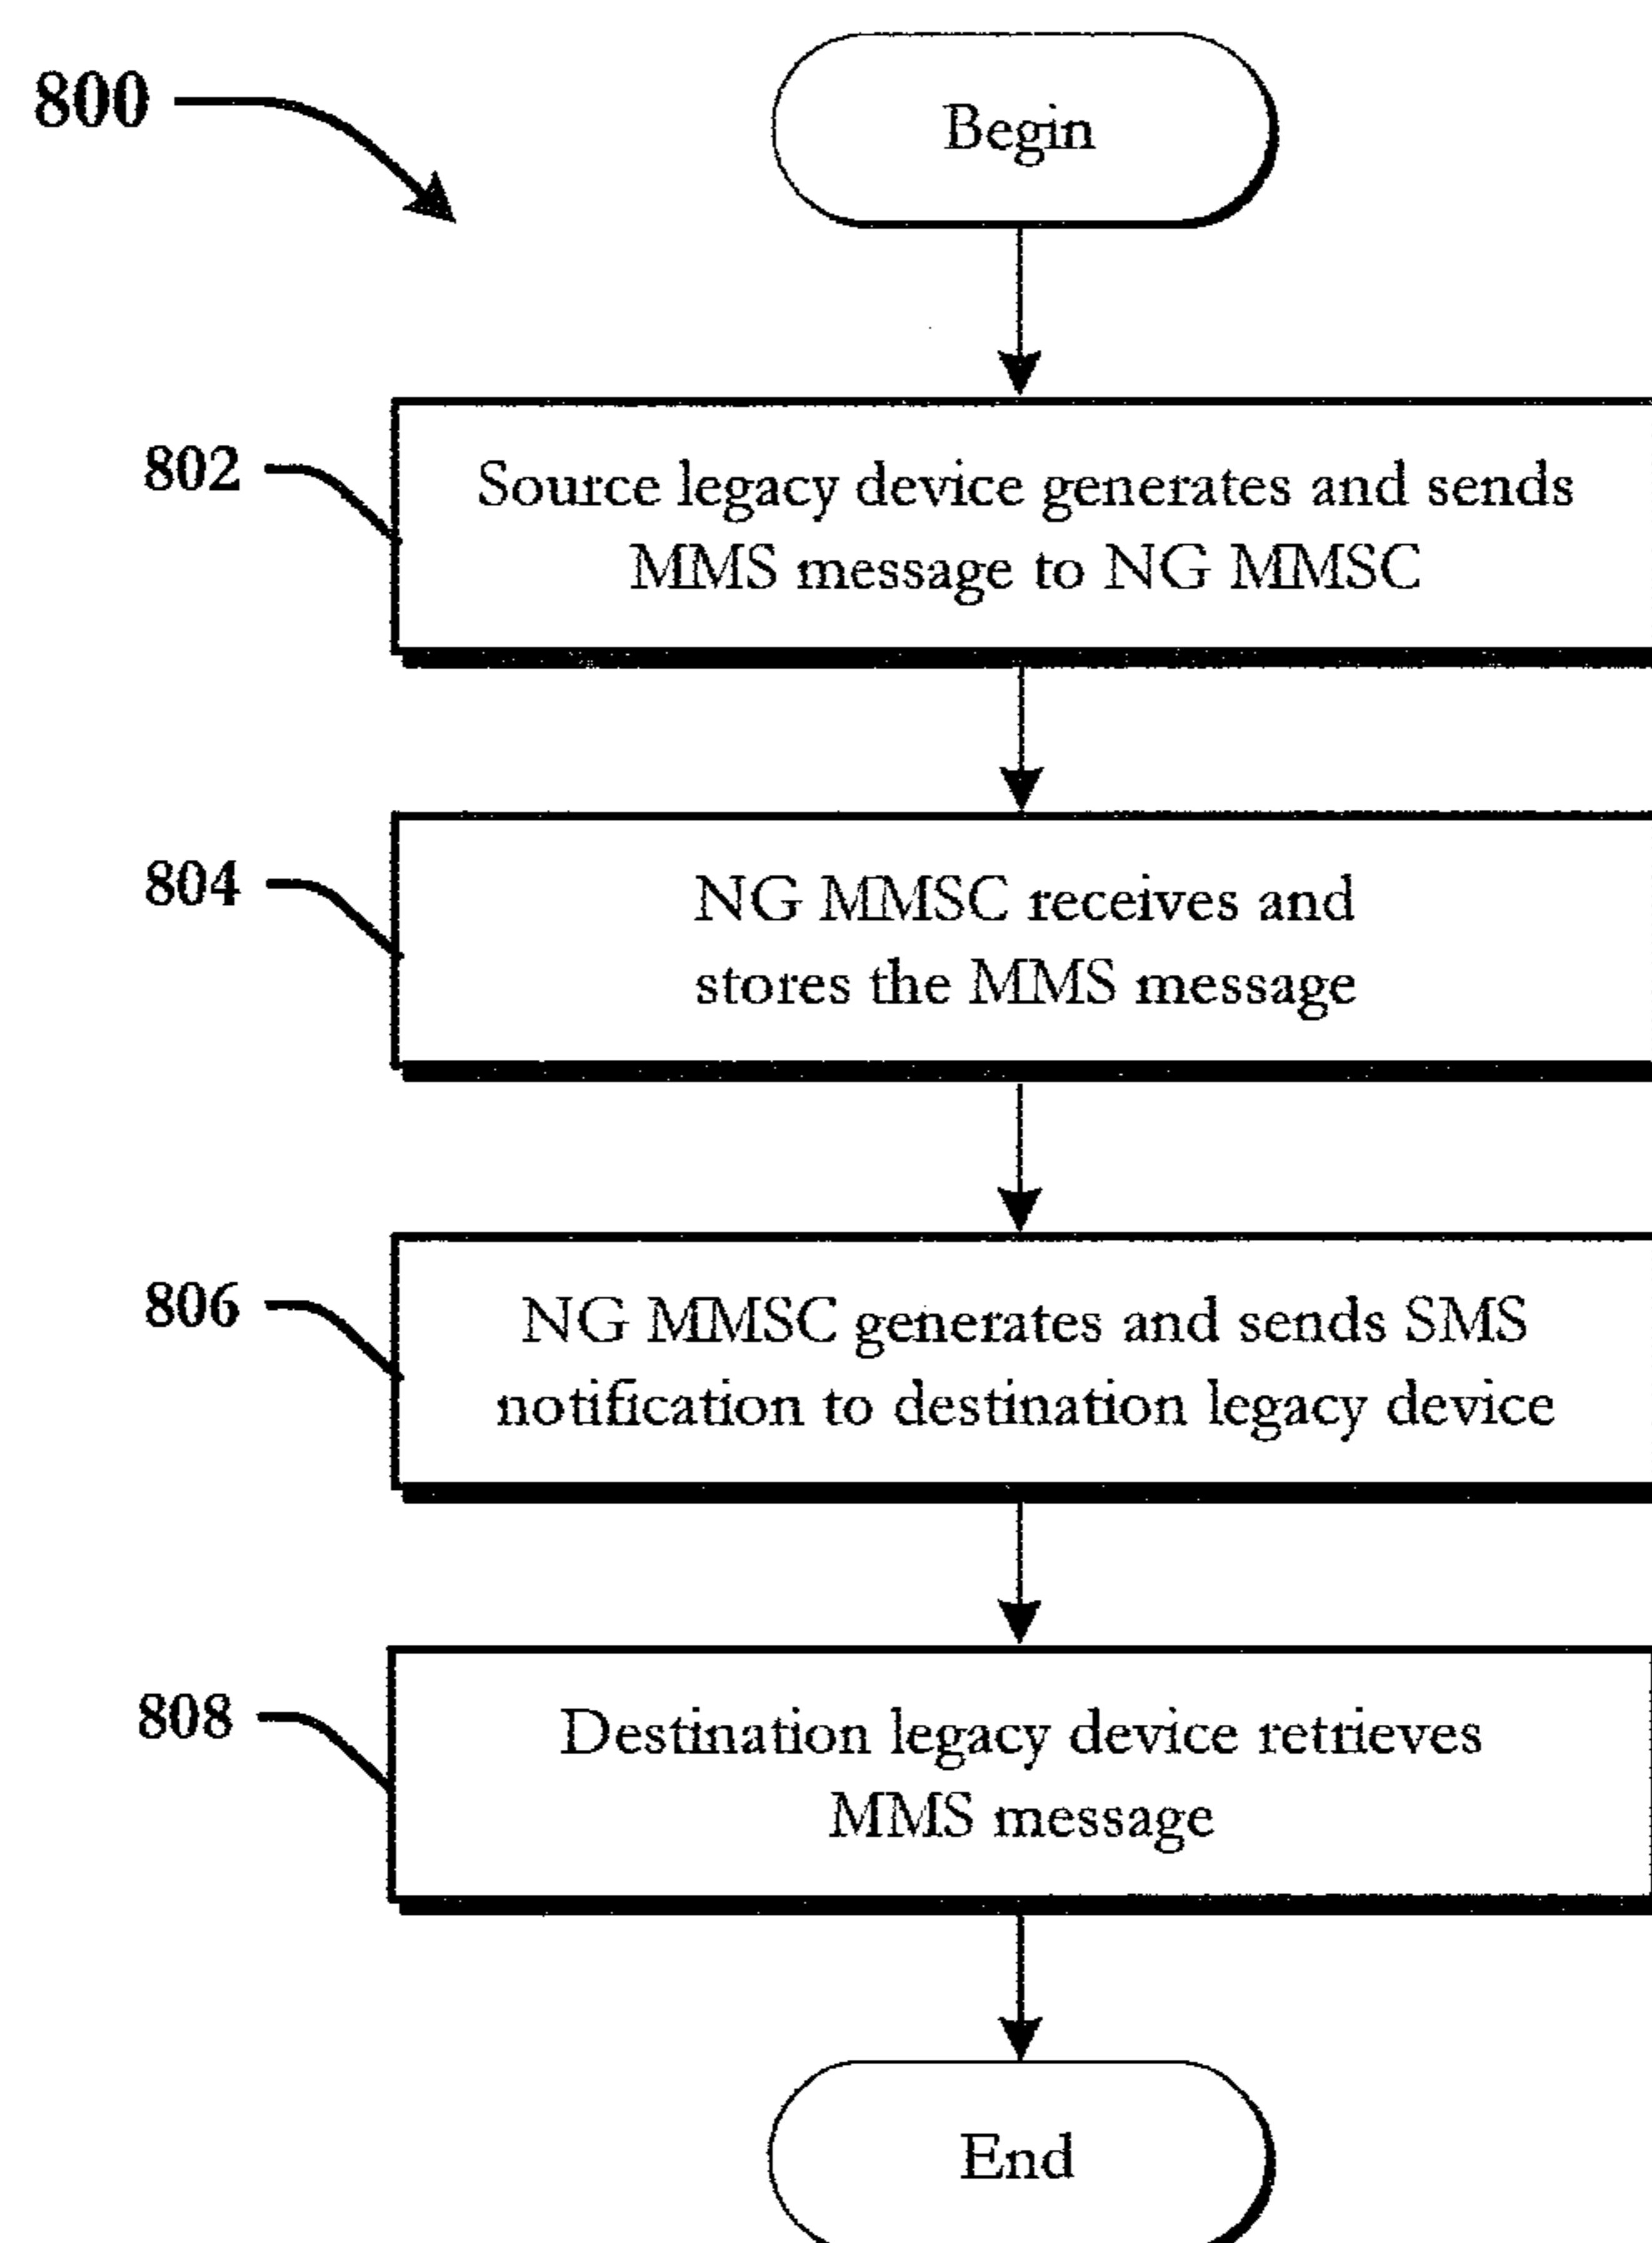 800
Begin
802
Source legacy device generates and sends
MMS message to NG MMSC
804
NG MMSC receives and
stores the MMS message
806
NG MMSC generates and sends SMS
notification to destination legacy device
808
Destination legacy device retrieves
MMS message
End